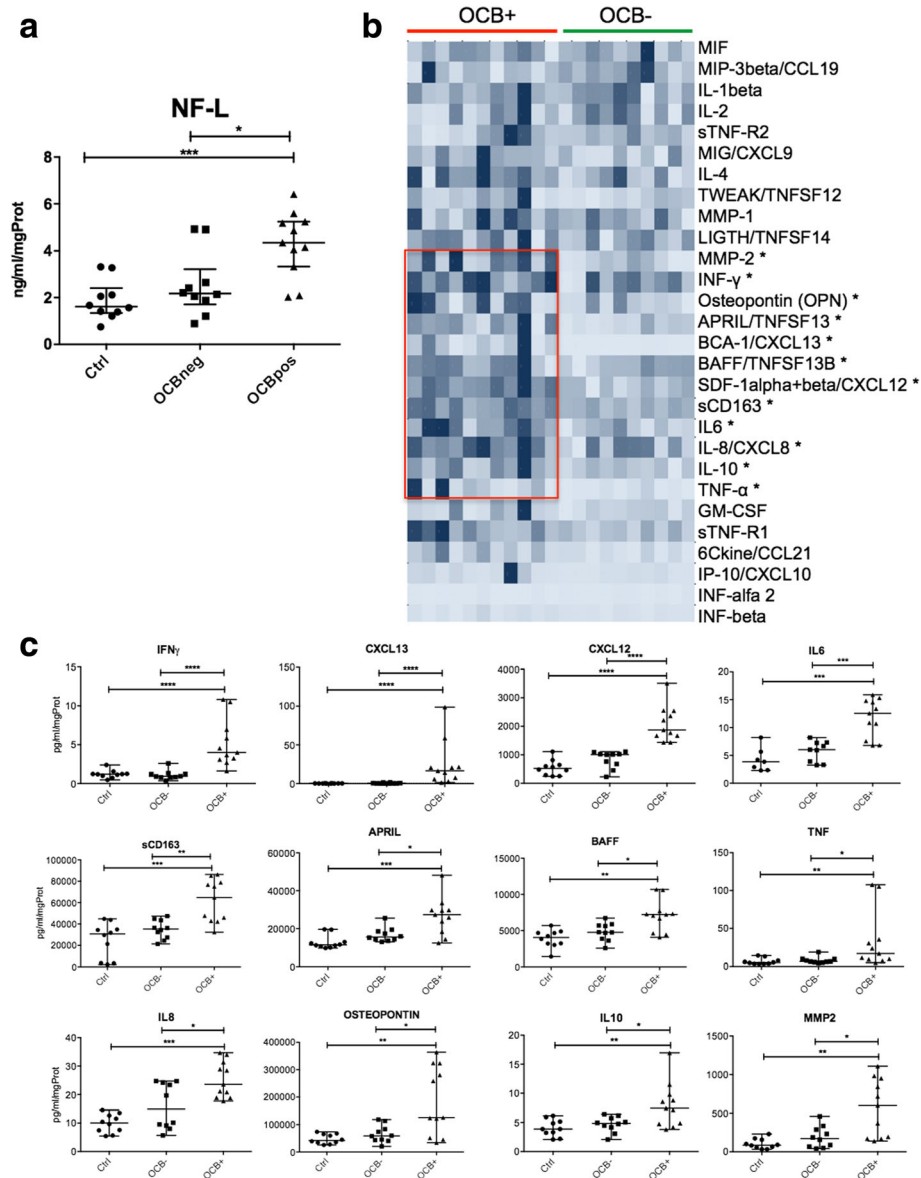 a
NF-L
*
***
ng/ml/mgProt
8
6
4
2
0
Ctrl
OCBneg
OCBpos
b
OCB+ OCB-
MIF
MIP-3beta/CCL19
IL-1beta
IL-2
sTNF-R2
MIG/CXCL9
IL-4
TWEAK/TNFSF12
MMP-1
LIGTH/TNFSF14
MMP-2 *
INF-γ *
Osteopontin (OPN) *
APRIL/TNFSF13 *
BCA-1/CXCL13 *
BAFF/TNFSF13B *
SDF-1alpha+beta/CXCL12 *
sCD163 *
IL6 *
IL-8/CXCL8 *
IL-10 *
TNF-α *
GM-CSF
sTNF-R1
6Ckine/CCL21
IP-10/CXCL10
INF-alfa 2
INF-beta
c
IFNγ
****
****
pg/ml/mgProt
15
10
5
0
Ctrl
OCB-
OCB+
CXCL13
****
****
150
100
50
0
Ctrl
OCB-
OCB+
CXCL12
****
****
4000
3000
2000
1000
0
Ctrl
OCB-
OCB+
IL6
***
***
20
15
10
5
0
Ctrl
OCB-
OCB+
sCD163
**
***
pg/ml/mgProt
100000
80000
60000
40000
20000
0
Ctrl
OCB-
OCB+
APRIL
*
***
60000
40000
20000
0
Ctrl
OCB-
OCB+
BAFF
*
**
15000
10000
5000
0
Ctrl
OCB-
OCB+
TNF
*
**
150
100
50
0
Ctrl
OCB-
OCB+
IL8
*
***
pg/ml/mgProt
40
30
20
10
0
Ctrl
OCB-
OCB+
OSTEOPONTIN
*
**
400000
300000
200000
100000
0
Ctrl
OCB-
OCB+
IL10
*
**
20
15
10
5
0
Ctrl
OCB-
OCB+
MMP2
*
**
1500
1000
500
0
Ctrl
OCB-
OCB+